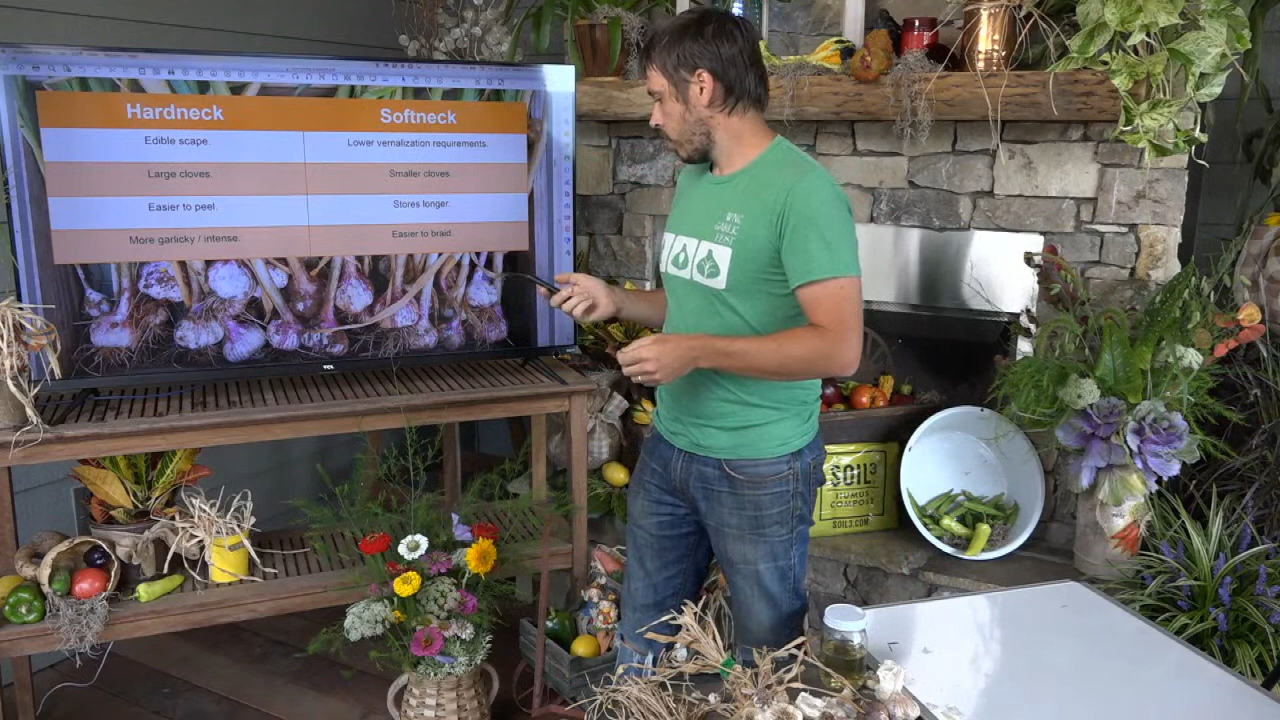 Hardneck Softneck
Edible scape. Lower vernalization requirements.
Large cloves. Smaller cloves.
Easier to peel. Stores longer.
More garlicky / intense. Easier to braid.
TCL
WNC
GARLIC
FEST
SOIL³
HUMUS
COMPOST
SOIL3.COM